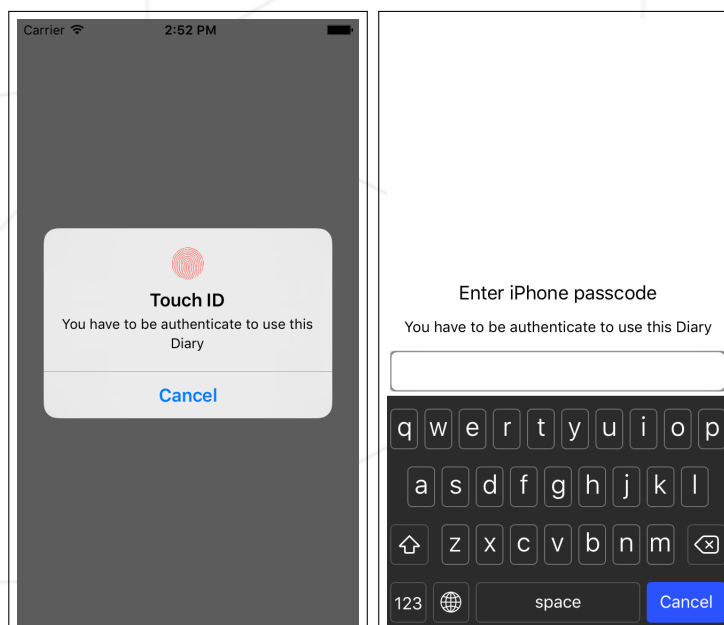 Carrier 2:52 PM
Touch ID
You have to be authenticate to use this
Diary
Cancel
Enter iPhone passcode
You have to be authenticate to use this Diary
q w e r t y u i o p
a s d f g h j k l
z x c v b n m
123 space Cancel